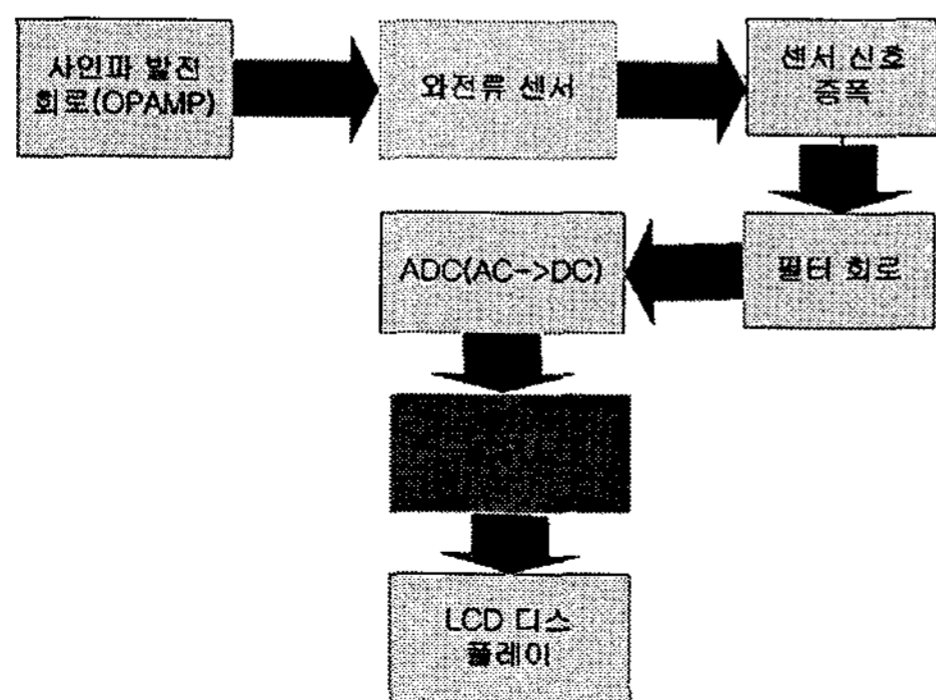 사인파 발전
회로(OPAMP)
와전류 센서
센서 신호
증폭
필터 회로
ADC(AC->DC)
LCD 디스
플레이